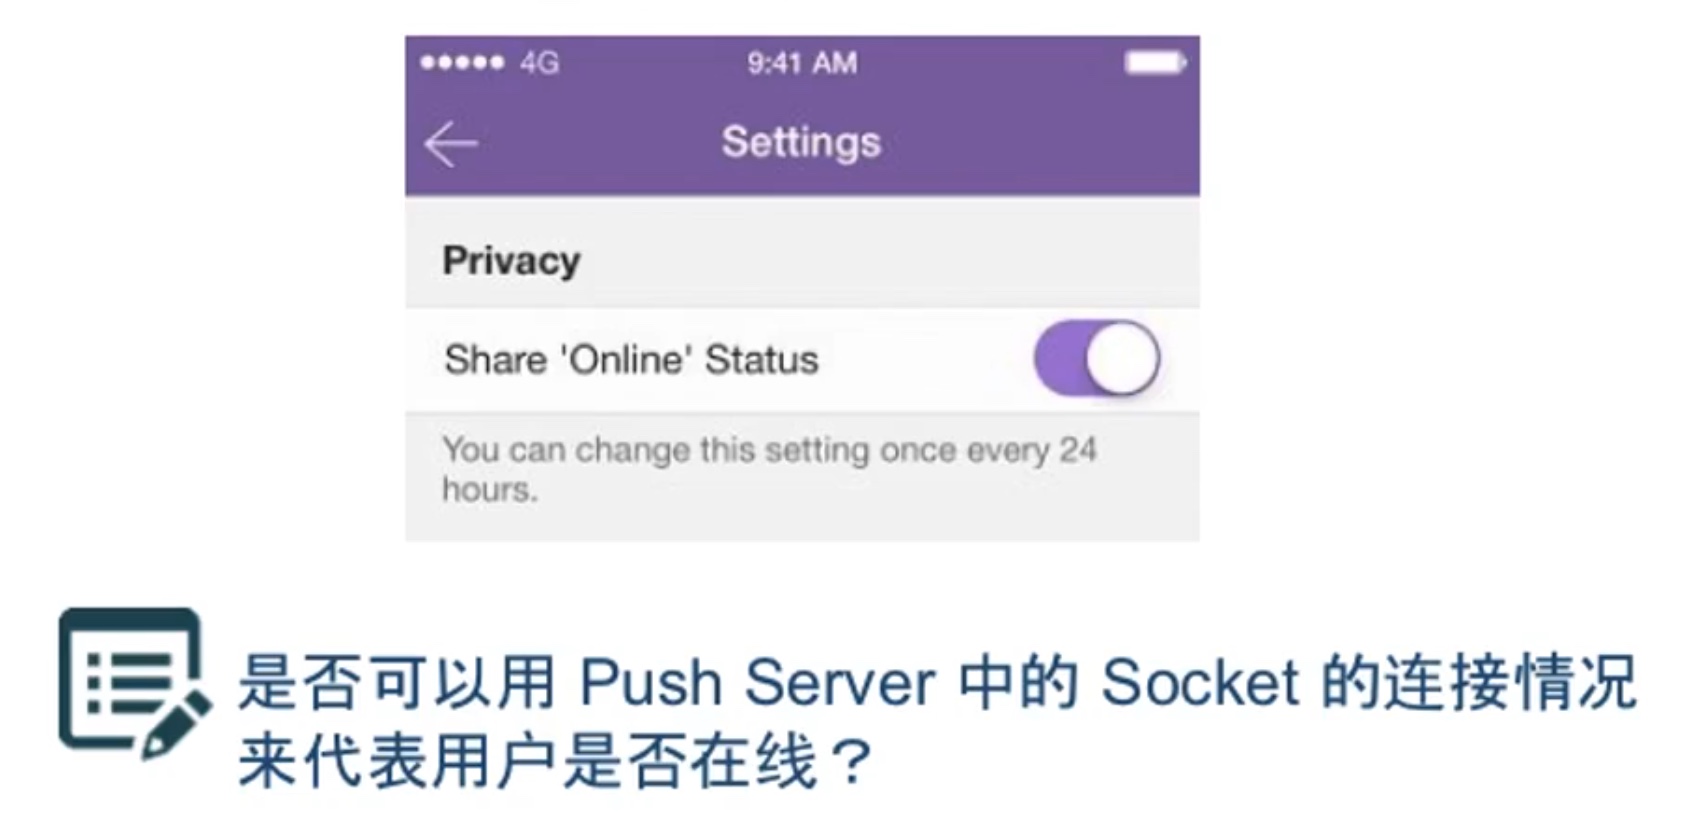 4G 9:41 AM
Settings
Privacy
Share 'Online' Status
You can change this setting once every 24
hours.
是否可以用 Push Server 中的 Socket 的连接情况
来代表用户是否在线？